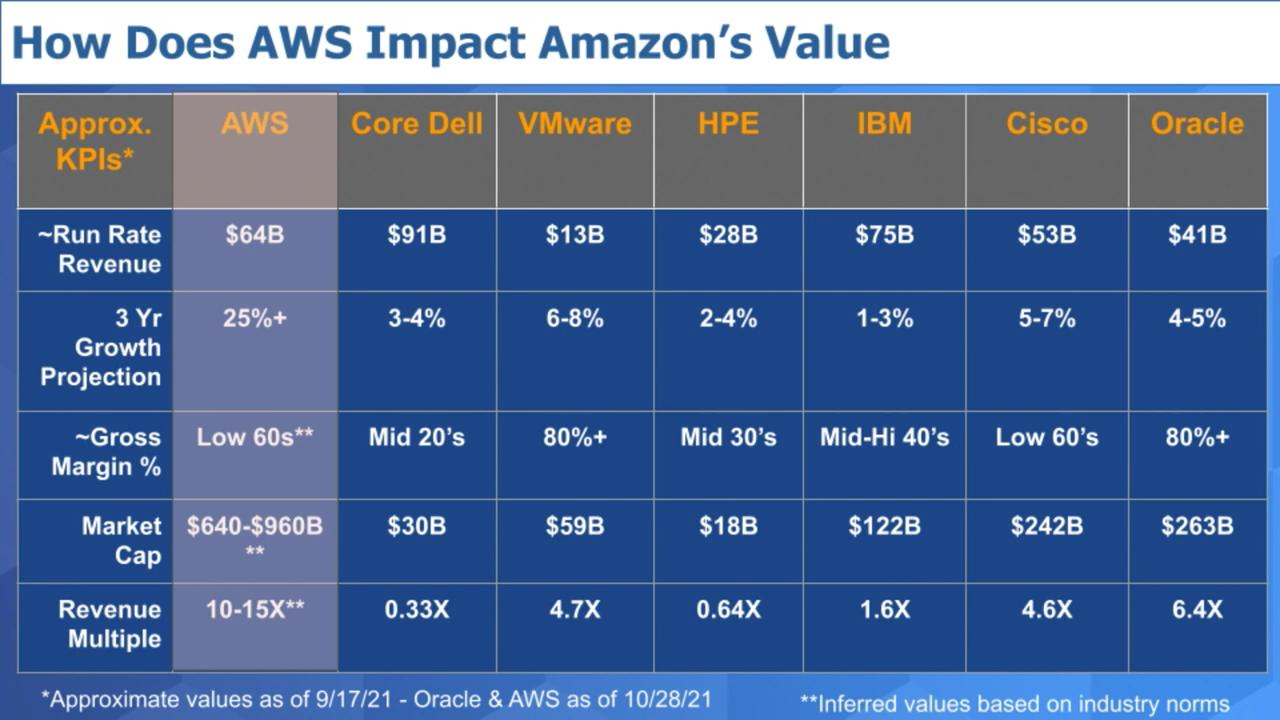 How Does AWS Impact Amazon's Value
Approx. KPIs* AWS Core Dell VMware HPE IBM Cisco Oracle
~Run Rate Revenue $64B $91B $13B $28B $75B $53B $41B
3 Yr Growth Projection 25%+ 3-4% 6-8% 2-4% 1-3% 5-7% 4-5%
~Gross Margin % Low 60s** Mid 20's 80%+ Mid 30's Mid-Hi 40's Low 60's 80%+
Market Cap $640-$960B ** $30B $59B $18B $122B $242B $263B
Revenue Multiple 10-15X** 0.33X 4.7X 0.64X 1.6X 4.6X 6.4X
*Approximate values as of 9/17/21 - Oracle & AWS as of 10/28/21
**Inferred values based on industry norms